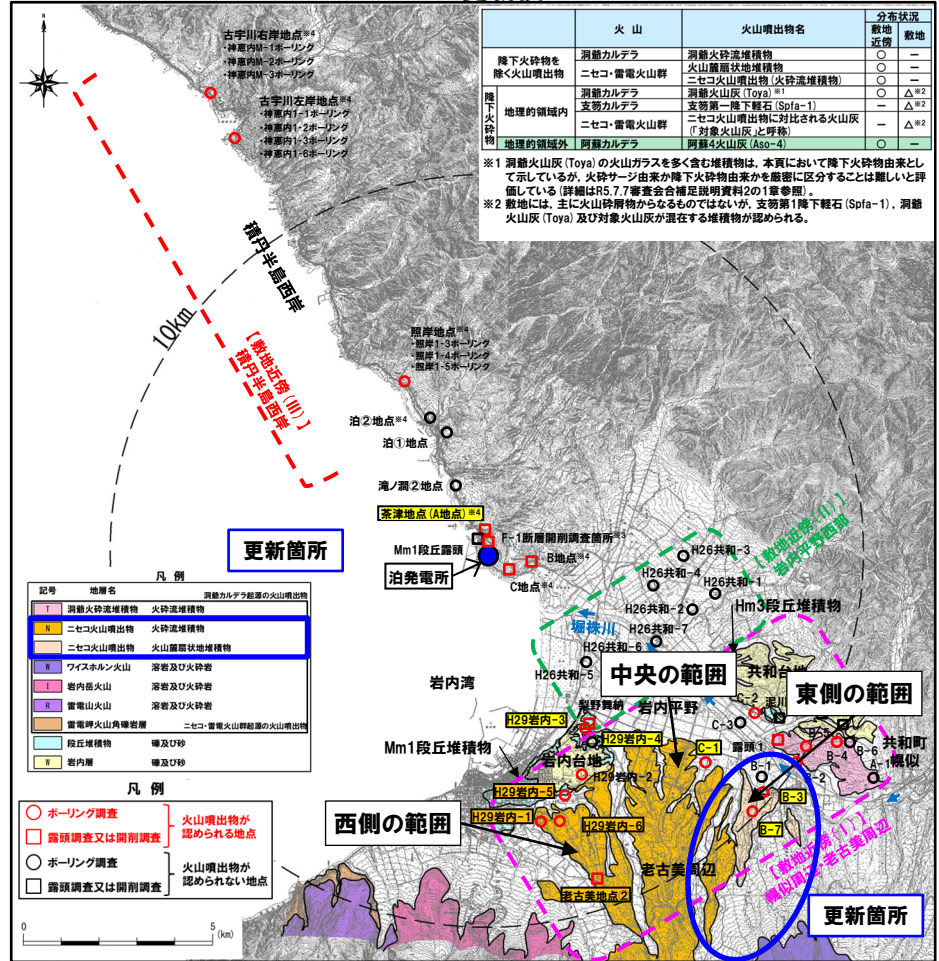 古宇川右岸地点※4
・神恵内M-1ボーリング
・神恵内M-2ボーリング
・神恵内M-3ボーリング
古宇川左岸地点※4
・神恵内1-1ボーリング
・神恵内1-2ボーリング
・神恵内1-3ボーリング
・神恵内1-6ボーリング
火山 火山噴出物名 分布状況
敷地近傍 敷地
降下火砕物を除く火山噴出物 洞爺カルデラ 洞爺火砕流堆積物 ○ －
ニセコ・雷電火山群 火山麓扇状地堆積物 ○ －
ニセコ火山噴出物(火砕流堆積物) ○ －
降下火砕物 地理的領域内 洞爺カルデラ 洞爺火山灰(Toya)※1 ○ △※2
支笏カルデラ 支笏第一降下軽石(Spfa-1) － △※2
ニセコ・雷電火山群 ニセコ火山噴出物に対比される火山灰(「対象火山灰」と呼称) － △※2
地理的領域外 阿蘇カルデラ 阿蘇4火山灰(Aso-4) ○ －
※1 洞爺火山灰(Toya)の火山ガラスを多く含む堆積物は，本頁において降下火砕物由来とし
て示しているが，火砕サージ由来か降下火砕物由来かを厳密に区分することは難しいと評
価している(詳細はR5.7.7審査会合補足説明資料2の1章参照)。
※2 敷地には，主に火山砕屑物からなるものではないが，支笏第1降下軽石(Spfa-1)，洞爺
火山灰(Toya)及び対象火山灰が混在する堆積物が認められる。
積丹半島西岸
10km
【敷地近傍(Ⅲ)】
積丹半島西岸
照岸地点※4
・照岸1-3ボーリング
・照岸1-4ボーリング
・照岸1-5ボーリング
泊②地点※4
泊①地点
滝ノ澗②地点
茶津地点(A地点)※4
F-1断層開削調査箇所※3
Mm1段丘露頭
泊発電所
B地点※4
C地点※4
【敷地近傍(Ⅱ)】
岩内平野西部
H26共和-3
H26共和-4
H26共和-1
H26共和-2
H26共和-7
H26共和-6
H26共和-5
堀株川
Hm3段丘堆積物
更新箇所
凡例
記号 地層名 洞爺カルデラ起源の火山噴出物
T 洞爺火砕流堆積物 火砕流堆積物
N ニセコ火山噴出物 火砕流堆積物
ニセコ火山噴出物 火山麓扇状地堆積物
W ワイスホルン火山 溶岩及び火砕岩
I 岩内岳火山 溶岩及び火砕岩
R 雷電山火山 溶岩及び火砕岩
雷電岬火山角礫岩層 ニセコ・雷電火山群起源の火山噴出物
段丘堆積物 礫及び砂
W 岩内層 礫及び砂
岩内湾
中央の範囲
東側の範囲
共和台地
梨野舞納
岩内平野
C-2
C-3
露頭1
B-5
B-4
B-6
A-1
B-2
B-1
共和町
幌似
H29岩内-3
H29岩内-4
C-1
Mm1段丘堆積物
岩内台地
H29岩内-2
H29岩内-5
H29岩内-1
H29岩内-6
B-3
B-7
西側の範囲
老古美周辺
老古美地点②
【敷地近傍(Ⅰ)】
更新箇所
凡例
ボーリング調査
露頭調査又は開削調査
火山噴出物が
認められる地点
ボーリング調査
露頭調査又は開削調査
火山噴出物が
認められない地点
0 5 (km)